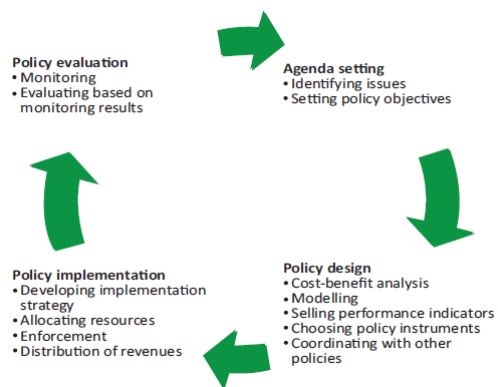 Policy evaluation
• Monitoring
• Evaluating based on
monitoring results
Agenda setting
• Identifying issues
• Setting policy objectives
Policy design
• Cost-benefit analysis
• Modelling
• Selling performance indicators
• Choosing policy instruments
• Coordinating with other
policies
Policy implementation
• Developing implementation
strategy
• Allocating resources
• Enforcement
• Distribution of revenues